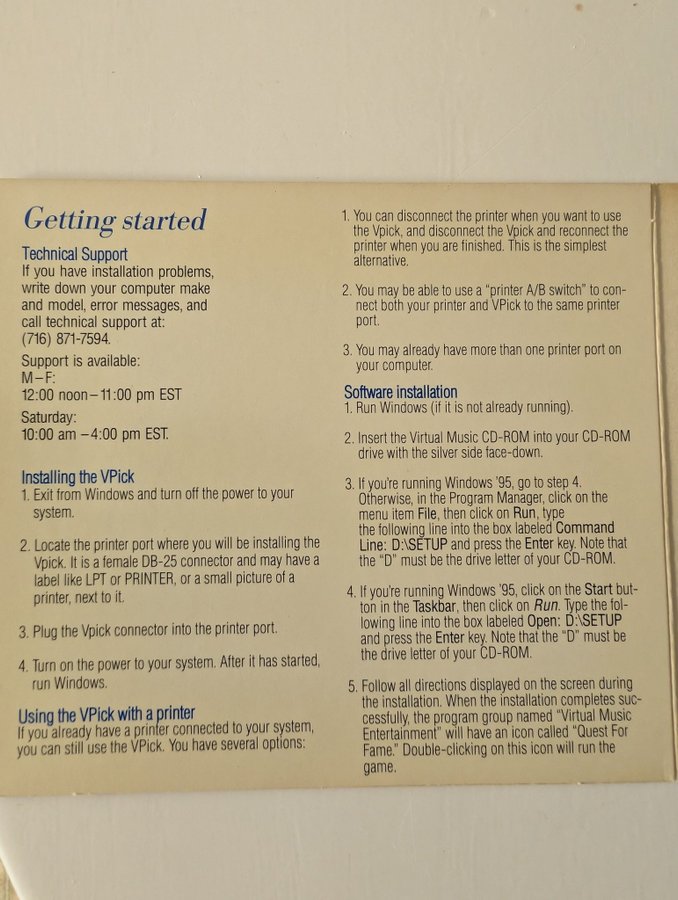 Getting started
Technical Support
If you have installation problems,
write down your computer make
and model, error messages, and
call technical support at:
(716) 871-7594.
Support is available:
M–F:
12:00 noon–11:00 pm EST
Saturday:
10:00 am –4:00 pm EST.
Installing the VPick
1. Exit from Windows and turn off the power to your
system.
2. Locate the printer port where you will be installing the
Vpick. It is a female DB-25 connector and may have a
label like LPT or PRINTER, or a small picture of a
printer, next to it.
3. Plug the Vpick connector into the printer port.
4. Turn on the power to your system. After it has started,
run Windows.
Using the VPick with a printer
If you already have a printer connected to your system,
you can still use the VPick. You have several options:
1. You can disconnect the printer when you want to use
the Vpick, and disconnect the Vpick and reconnect the
printer when you are finished. This is the simplest
alternative.
2. You may be able to use a “printer A/B switch” to con-
nect both your printer and VPick to the same printer
port.
3. You may already have more than one printer port on
your computer.
Software installation
1. Run Windows (if it is not already running).
2. Insert the Virtual Music CD-ROM into your CD-ROM
drive with the silver side face-down.
3. If you're running Windows '95, go to step 4.
Otherwise, in the Program Manager, click on the
menu item File, then click on Run, type
the following line into the box labeled Command
Line: D:\SETUP and press the Enter key. Note that
the “D” must be the drive letter of your CD-ROM.
4. If you're running Windows '95, click on the Start but-
ton in the Taskbar, then click on Run. Type the fol-
lowing line into the box labeled Open: D:\SETUP
and press the Enter key. Note that the “D” must be
the drive letter of your CD-ROM.
5. Follow all directions displayed on the screen during
the installation. When the installation completes suc-
cessfully, the program group named “Virtual Music
Entertainment” will have an icon called “Quest For
Fame.” Double-clicking on this icon will run the
game.